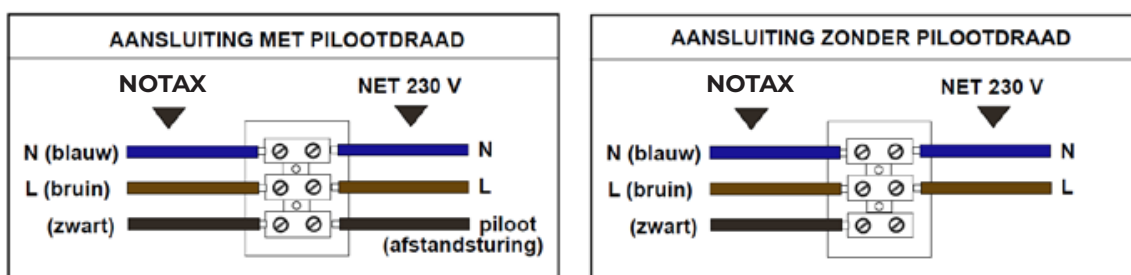 AANSLUITING MET PILOOTDRAAD
NOTAX
NET 230 V
N (blauw)
N
L (bruin)
L
(zwart)
piloot
(afstandsturing)
AANSLUITING ZONDER PILOOTDRAAD
NOTAX
NET 230 V
N (blauw)
N
L (bruin)
L
(zwart)